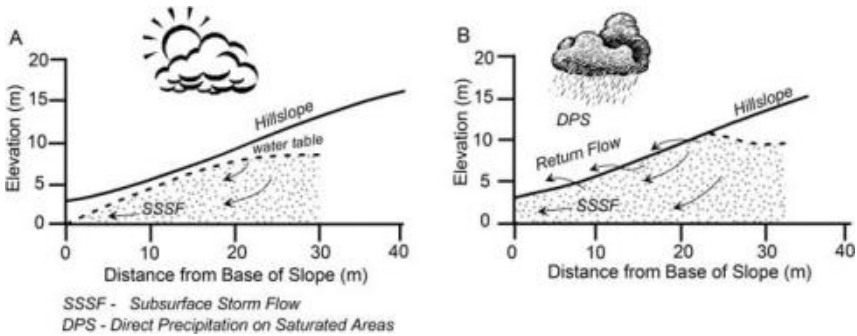 A
20
15
10
5
0
Elevation (m)
Hillslope
water table
SSSF
0
10
20
30
40
Distance from Base of Slope (m)
SSSF - Subsurface Storm Flow
DPS - Direct Precipitation on Saturated Areas
B
20
15
10
5
0
Elevation (m)
DPS
Hillslope
Return Flow
SSSF
0
10
20
30
40
Distance from Base of Slope (m)